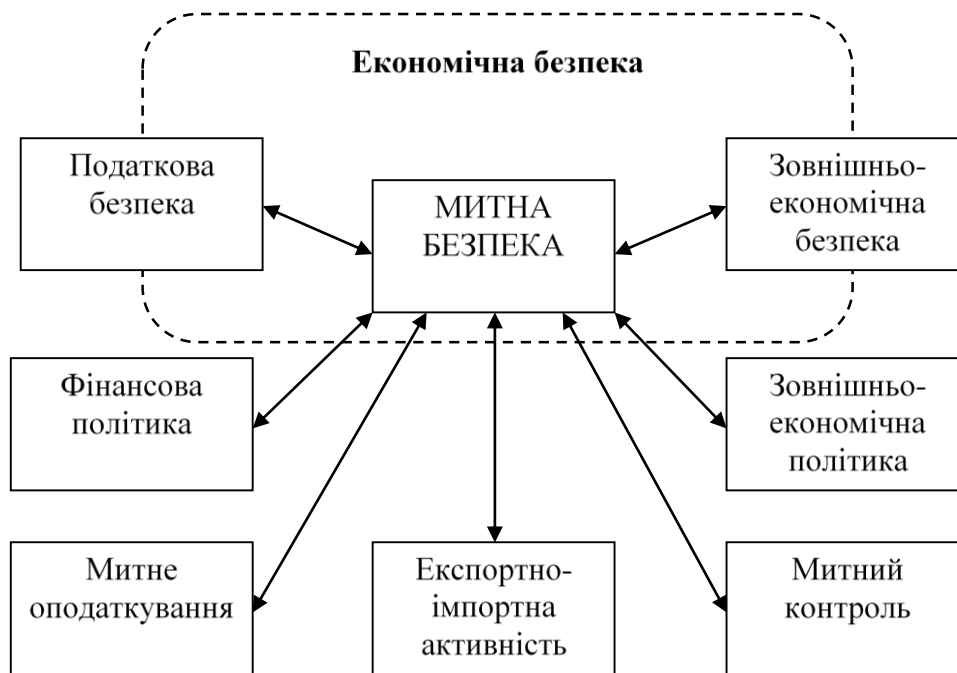 Економічна безпека
Податкова
безпека
МИТНА
БЕЗПЕКА
Зовнішньо-
економічна
безпека
Фінансова
політика
Зовнішньо-
економічна
політика
Митне
оподаткування
Експортно-
імпортна
активність
Митний
контроль